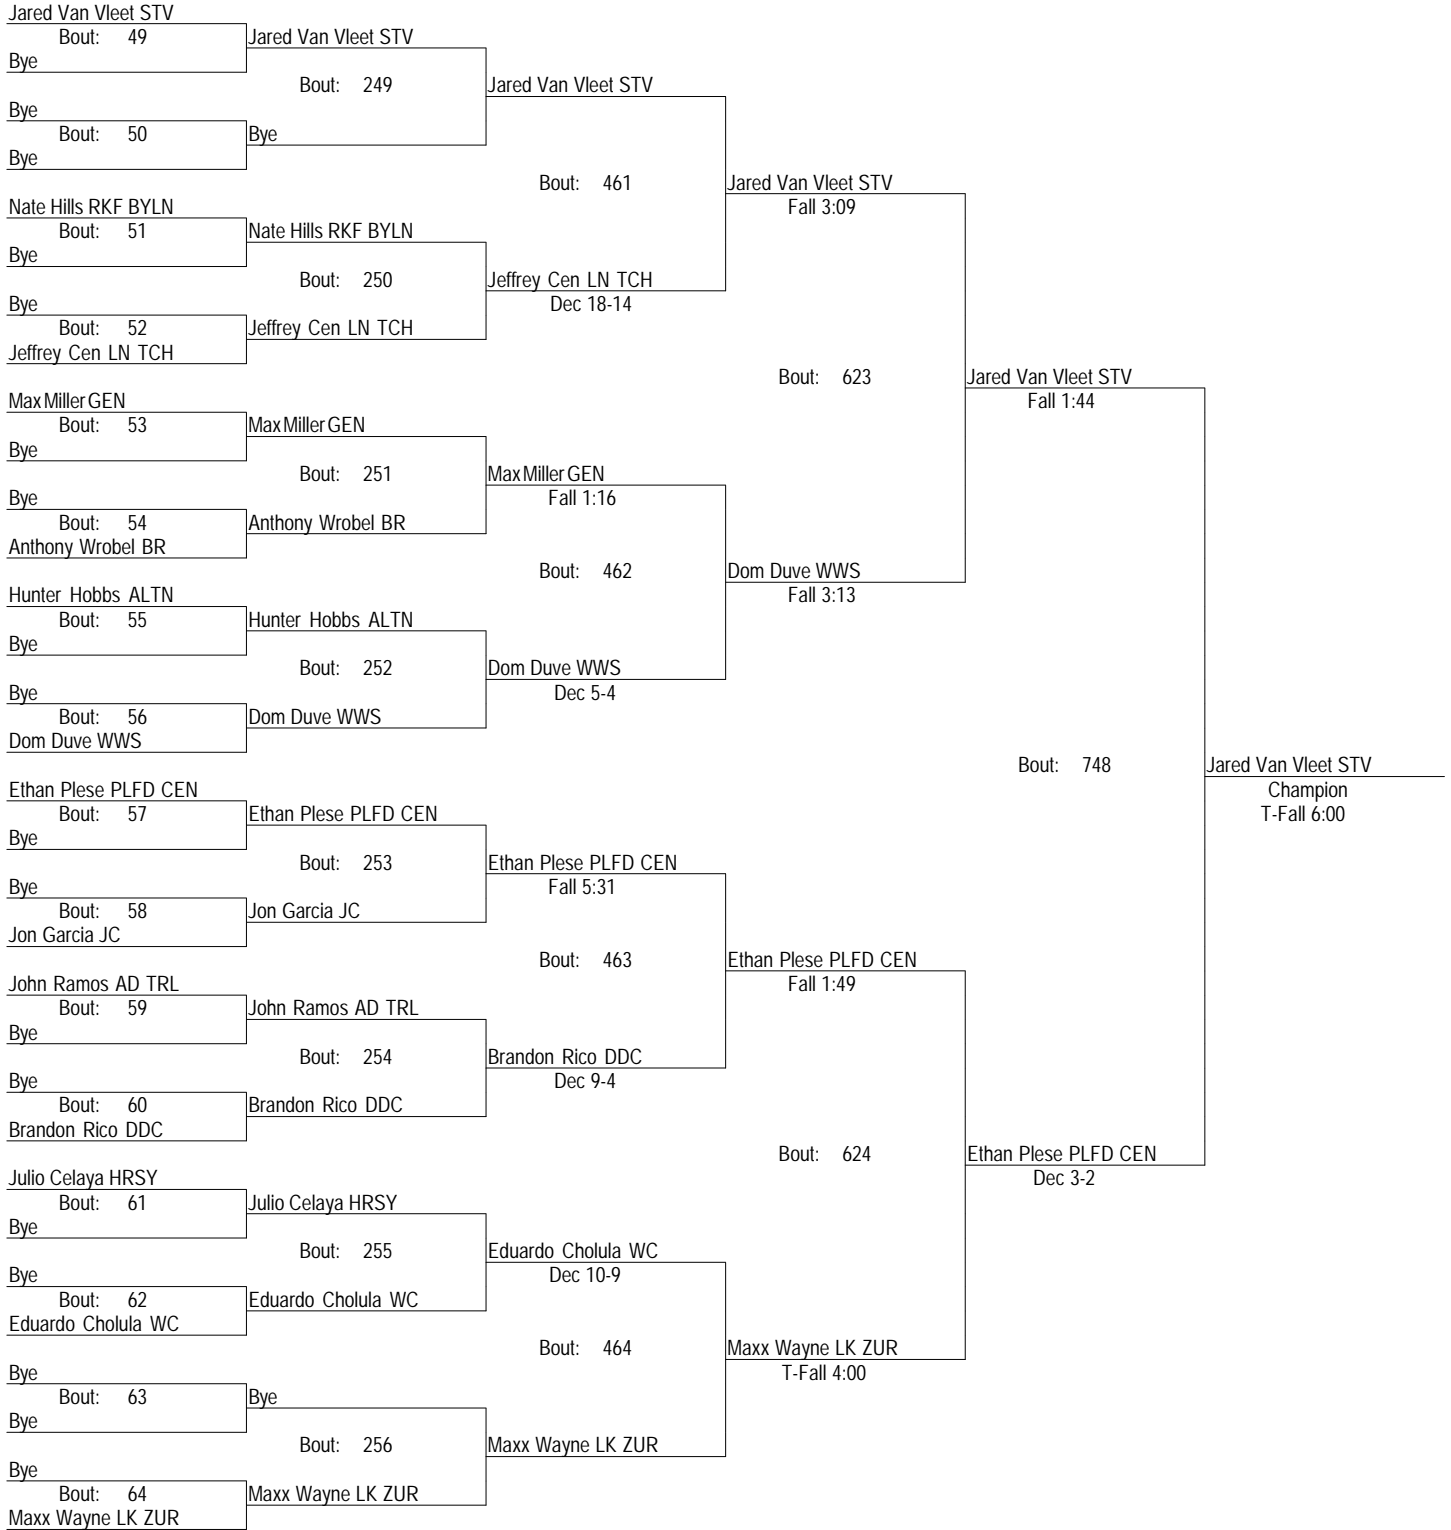 Jared Van Vleet STV
Bout: 49
Jared Van Vleet STV
Bye
Bout: 249
Jared Van Vleet STV
Bye
Bout: 50
Bye
Bye
Bout: 461
Jared Van Vleet STV
Fall 3:09
Nate Hills RKF BYLN
Bout: 51
Nate Hills RKF BYLN
Bye
Bout: 250
Jeffrey Cen LN TCH
Dec 18-14
Bye
Bout: 52
Jeffrey Cen LN TCH
Jeffrey Cen LN TCH
Bout: 623
Jared Van Vleet STV
Fall 1:44
Max Miller GEN
Bout: 53
Max Miller GEN
Bye
Bout: 251
Max Miller GEN
Fall 1:16
Bye
Bout: 54
Anthony Wrobel BR
Anthony Wrobel BR
Bout: 462
Dom Duve WWS
Fall 3:13
Hunter Hobbs ALTN
Bout: 55
Hunter Hobbs ALTN
Bye
Bout: 252
Dom Duve WWS
Dec 5-4
Bye
Bout: 56
Dom Duve WWS
Dom Duve WWS
Bout: 748
Jared Van Vleet STV
Champion
T-Fall 6:00
Ethan Plese PLFD CEN
Bout: 57
Ethan Plese PLFD CEN
Bye
Bout: 253
Ethan Plese PLFD CEN
Fall 5:31
Bye
Bout: 58
Jon Garcia JC
Jon Garcia JC
Bout: 463
Ethan Plese PLFD CEN
Fall 1:49
John Ramos AD TRL
Bout: 59
John Ramos AD TRL
Bye
Bout: 254
Brandon Rico DDC
Dec 9-4
Bye
Bout: 60
Brandon Rico DDC
Brandon Rico DDC
Bout: 624
Ethan Plese PLFD CEN
Dec 3-2
Julio Celaya HRSY
Bout: 61
Julio Celaya HRSY
Bye
Bout: 255
Eduardo Cholula WC
Dec 10-9
Bye
Bout: 62
Eduardo Cholula WC
Eduardo Cholula WC
Bout: 464
Maxx Wayne LK ZUR
T-Fall 4:00
Bye
Bout: 63
Bye
Bye
Bout: 256
Maxx Wayne LK ZUR
Bye
Bout: 64
Maxx Wayne LK ZUR
Maxx Wayne LK ZUR